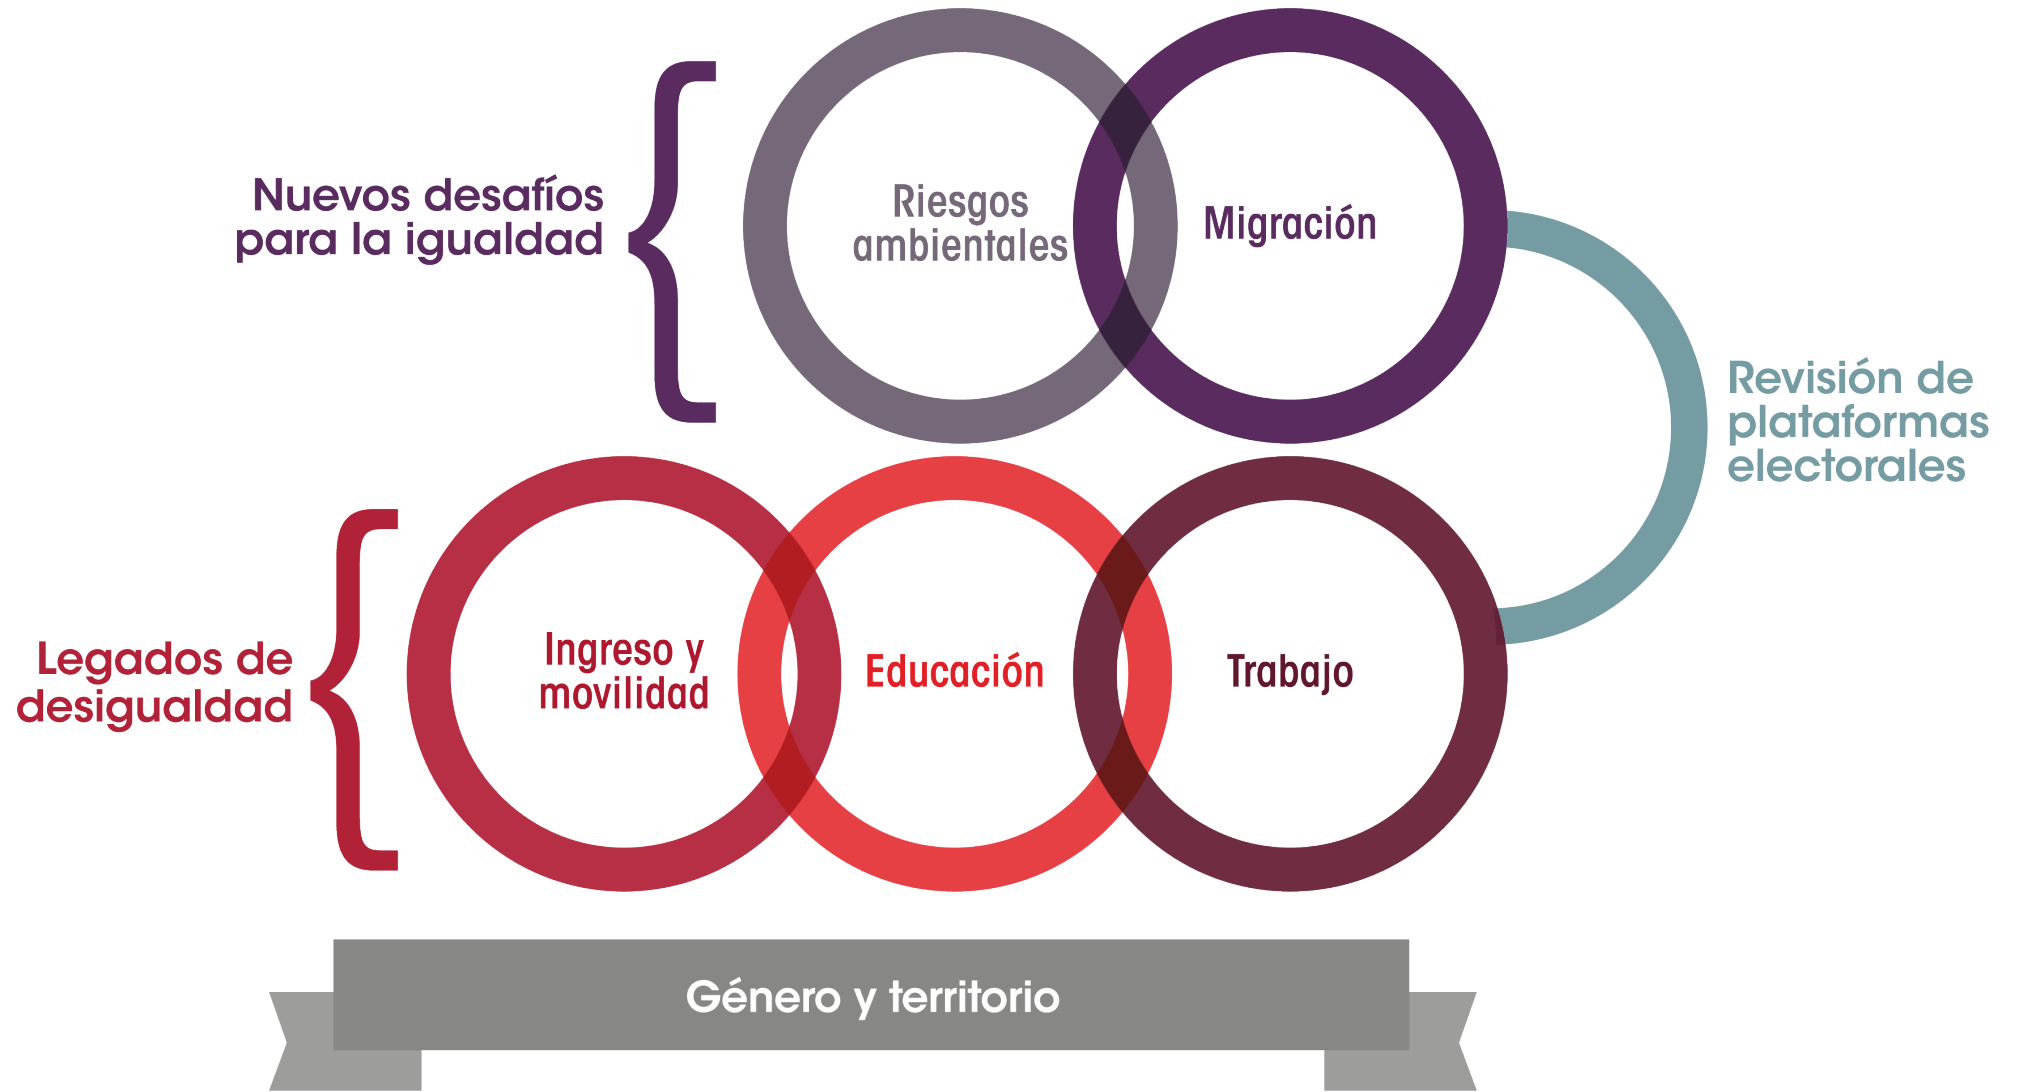 Nuevos desafíos
para la igualdad
Riesgos
ambientales
Migración
Revisión de
plataformas
electorales
Legados de
desigualdad
Ingreso y
movilidad
Educación
Trabajo
Género y territorio